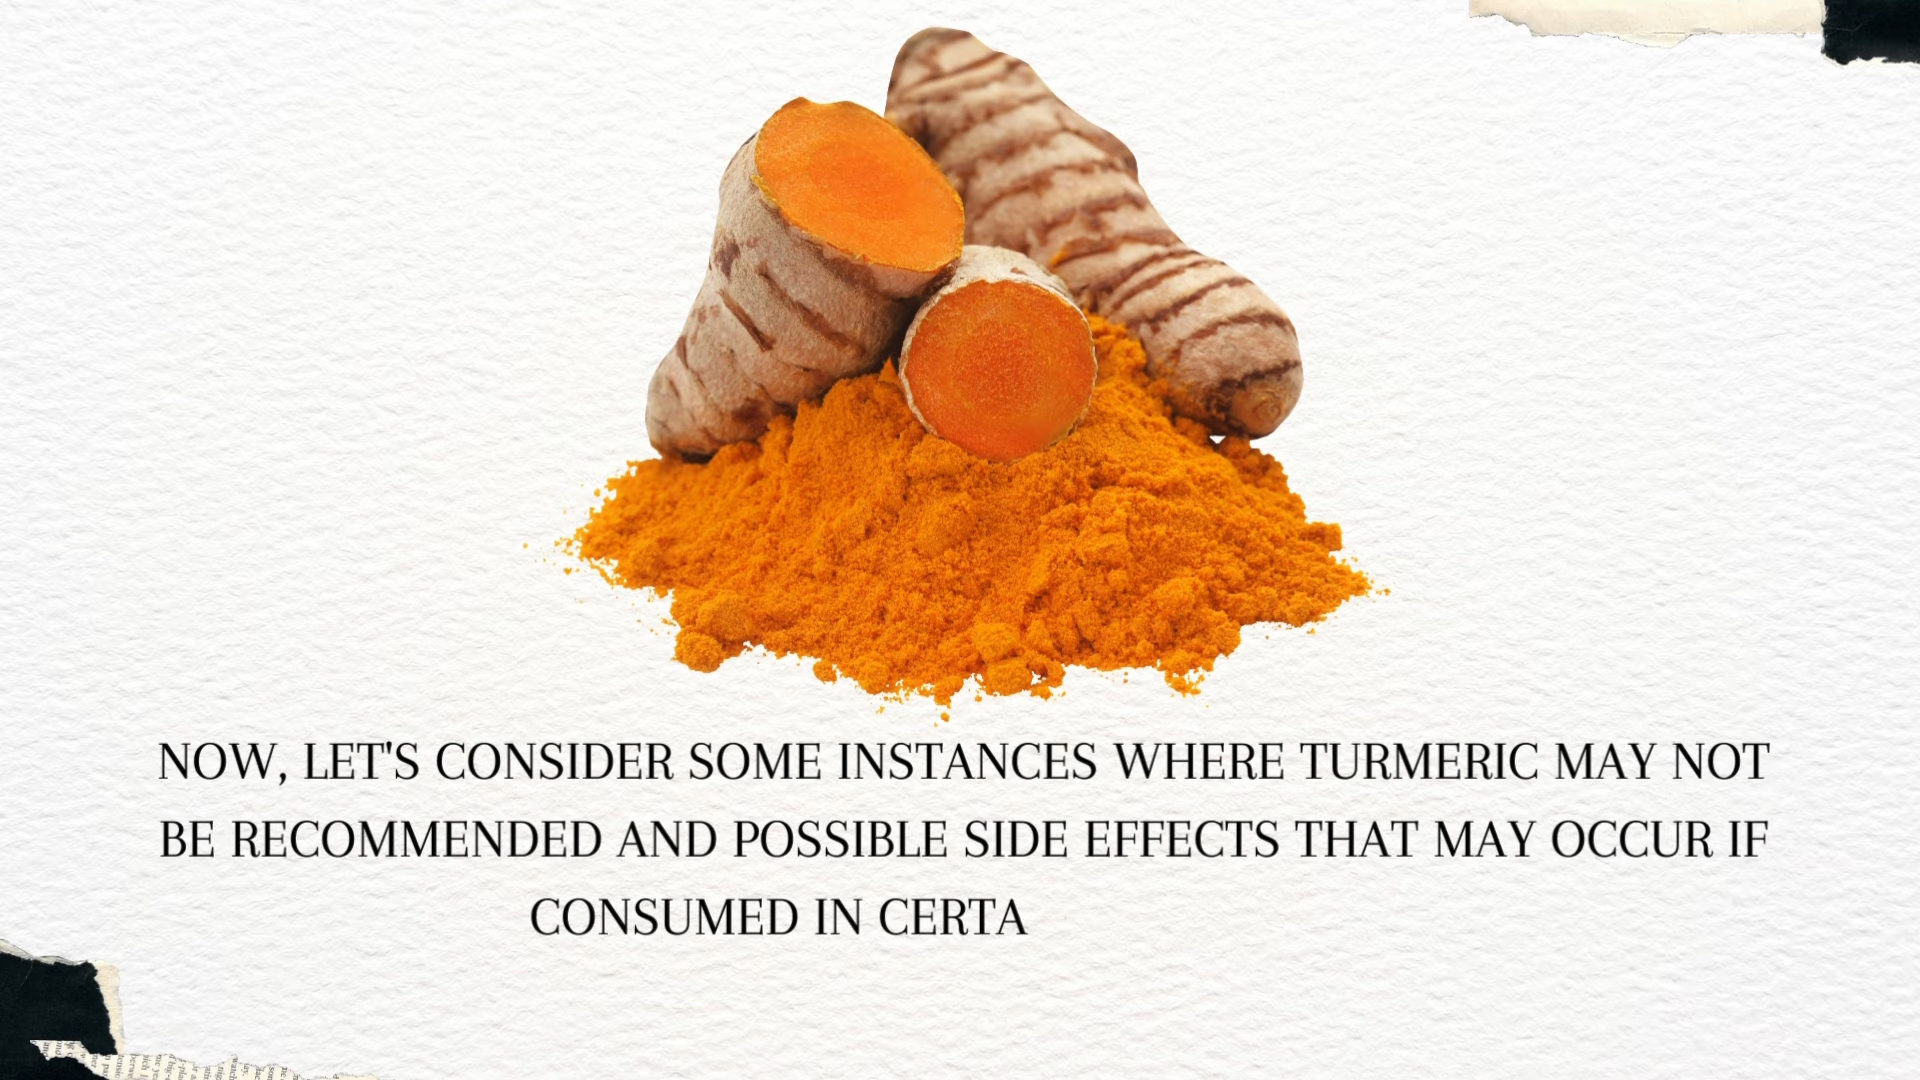 NOW, LET'S CONSIDER SOME INSTANCES WHERE TURMERIC MAY NOT
BE RECOMMENDED AND POSSIBLE SIDE EFFECTS THAT MAY OCCUR IF
CONSUMED IN CERTA